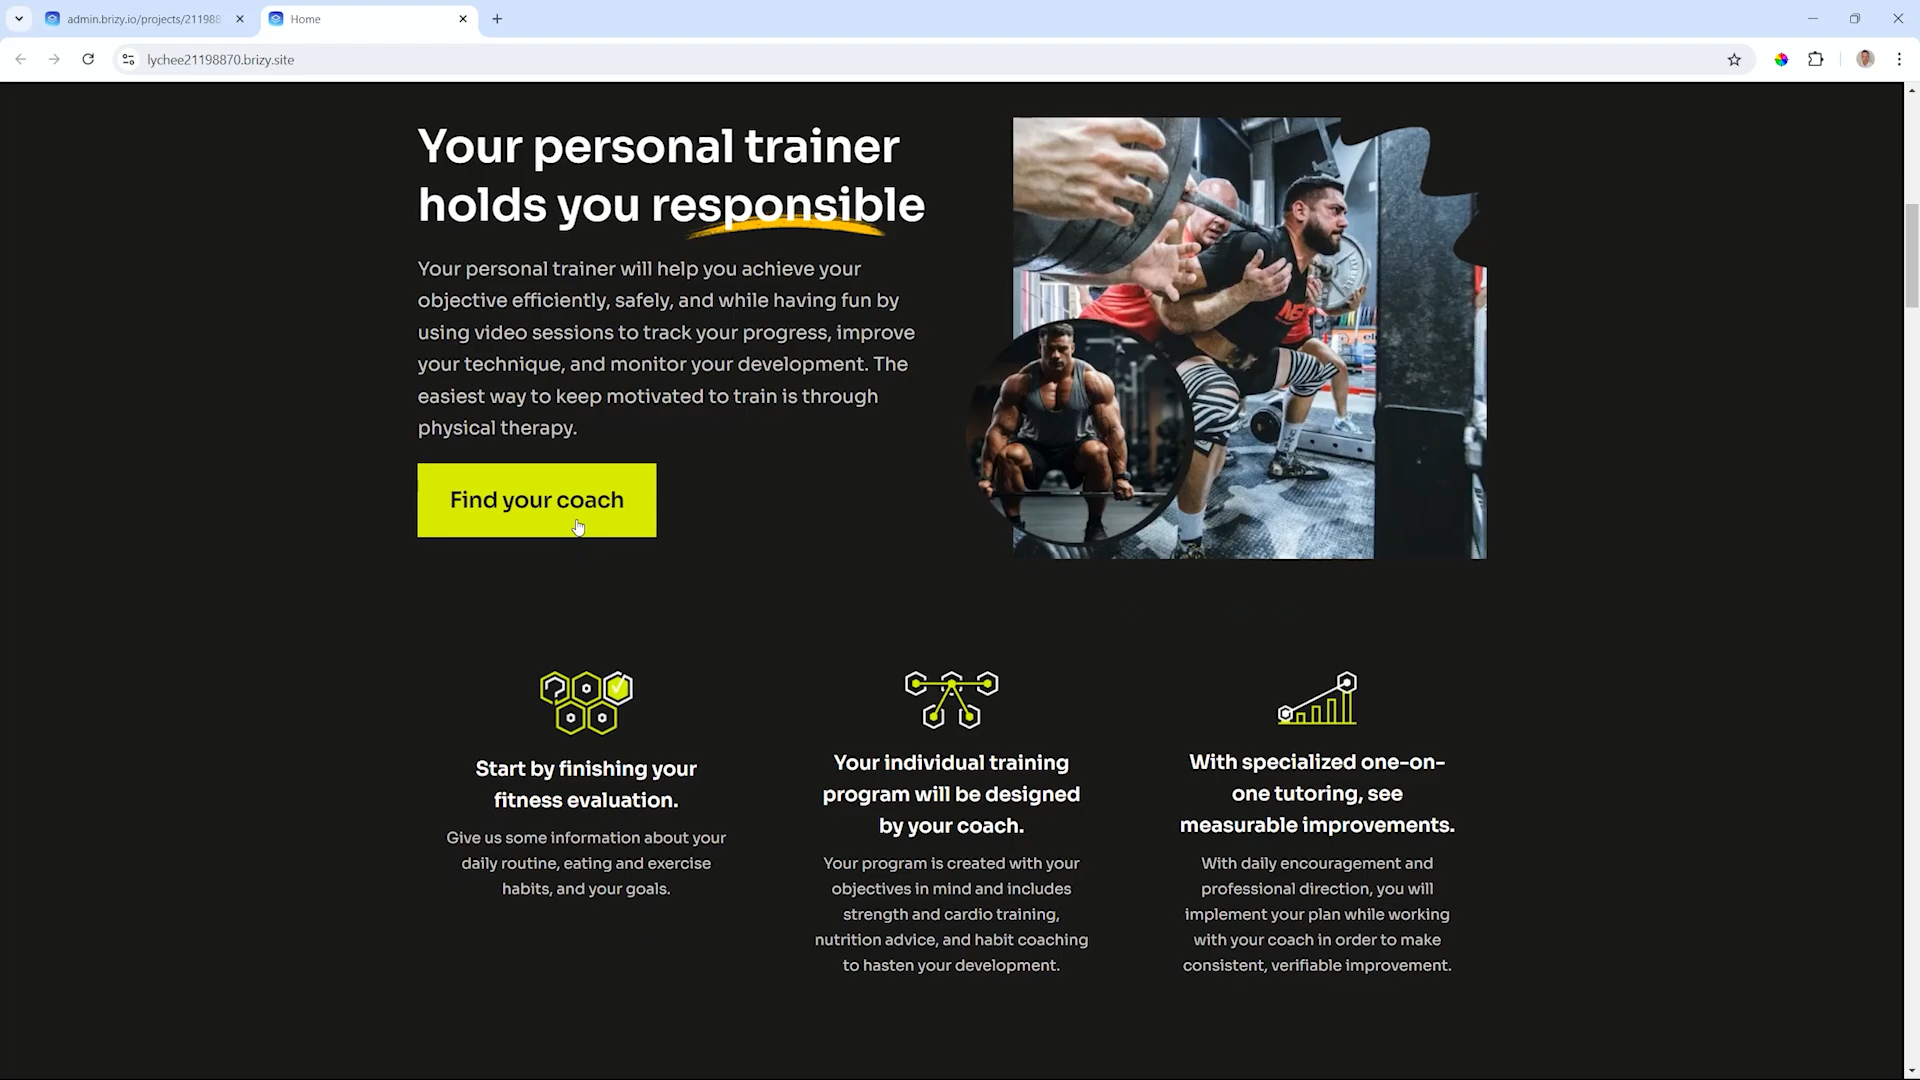 admin.brizy.io/projects/211988
Home
lychee21198870.brizy.site
Your personal trainer
holds you responsible
Your personal trainer will help you achieve your
objective efficiently, safely, and while having fun by
using video sessions to track your progress, improve
your technique, and monitor your development. The
easiest way to keep motivated to train is through
physical therapy.
Find your coach
Start by finishing your
fitness evaluation.
Give us some information about your
daily routine, eating and exercise
habits, and your goals.
Your individual training
program will be designed
by your coach.
Your program is created with your
objectives in mind and includes
strength and cardio training,
nutrition advice, and habit coaching
to hasten your development.
With specialized one-on-
one tutoring, see
measurable improvements.
With daily encouragement and
professional direction, you will
implement your plan while working
with your coach in order to make
consistent, verifiable improvement.